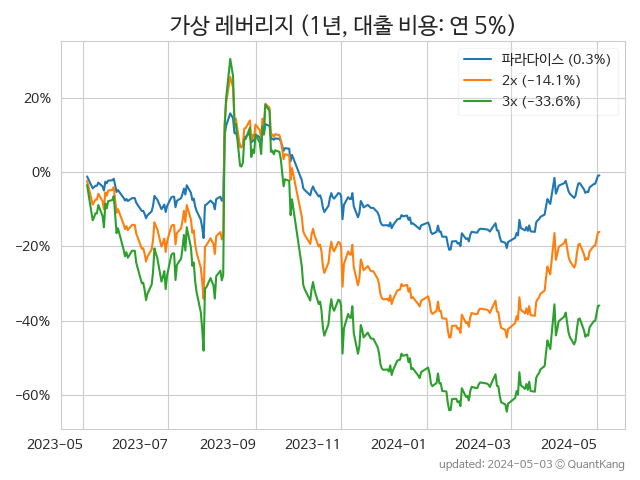 가상 레버리지 (1년, 대출 비용: 연 5%)
파라다이스 (0.3%)
2x (−14.1%)
3x (−33.6%)
20%
0%
−20%
−40%
−60%
2023-05
2023-07
2023-09
2023-11
2024-01
2024-03
2024-05
updated: 2024-05-03 © QuantKang